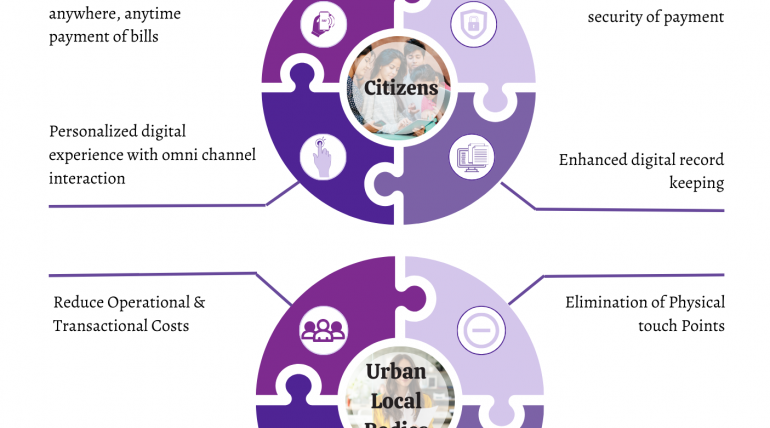 anywhere, anytime
payment of bills
security of payment
Citizens
Personalized digital
experience with omni channel
interaction
Enhanced digital record
keeping
Reduce Operational &
Transactional Costs
Elimination of Physical
touch Points
Urban
Local
Bodies